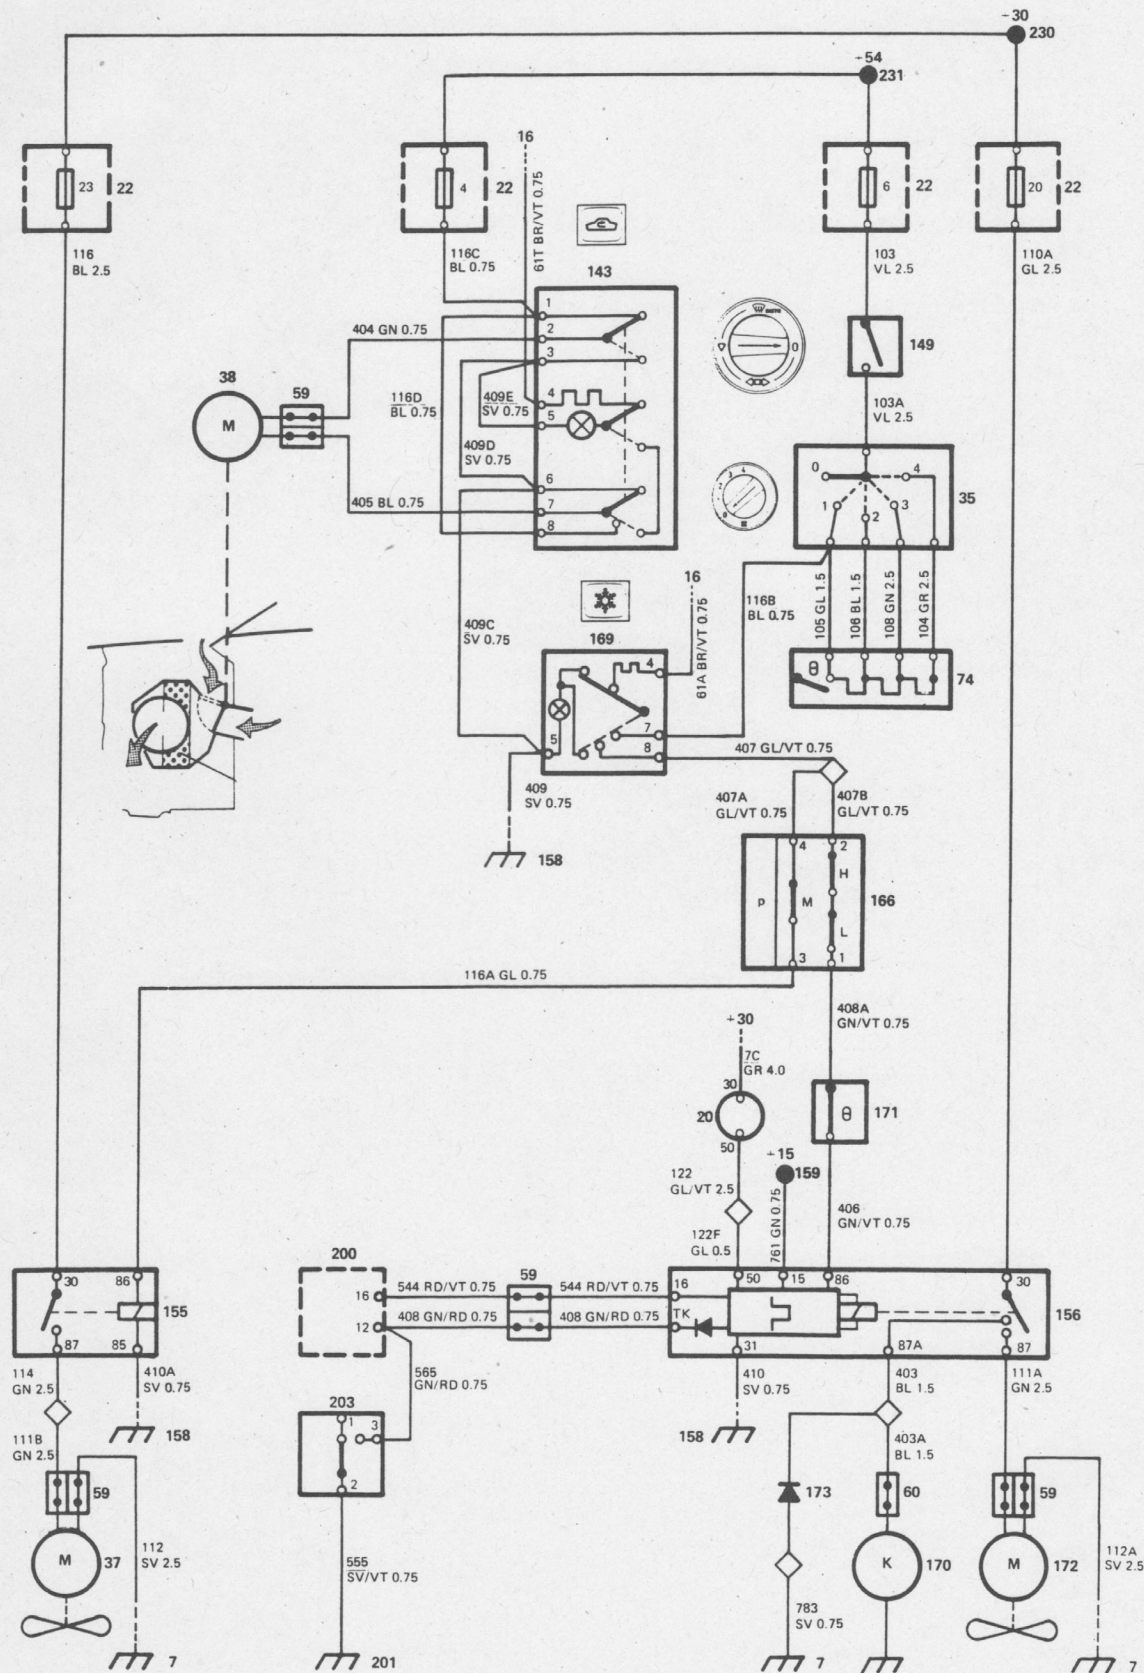 -30
230
+54
231
16
23
22
4
22
6
22
20
22
116
BL 2.5
116C
BL 0.75
61T BR/VT 0.75
103
VL 2.5
110A
GL 2.5
143
1
2
3
4
5
6
7
8
404 GN 0.75
149
0
38
59
M
116D
BL 0.75
409E
SV 0.75
103A
VL 2.5
409D
SV 0.75
405 BL 0.75
0
4
1
2
3
35
16
169
409C
SV 0.75
61A BR/VT 0.75
116B
BL 0.75
105 GL 1.5
106 BL 1.5
108 GN 2.5
104 GR 2.5
θ
74
4
5
7
8
407 GL/VT 0.75
409
SV 0.75
407A
GL/VT 0.75
407B
GL/VT 0.75
158
4
2
H
P
M
L
3
1
166
116A GL 0.75
408A
GN/VT 0.75
+30
7C
GR 4.0
30
20
50
θ
171
+15
159
122
GL/VT 2.5
761 GN 0.75
406
GN/VT 0.75
122F
GL 0.5
200
59
30
86
155
87
85
16
544 RD/VT 0.75
544 RD/VT 0.75
12
408 GN/RD 0.75
408 GN/RD 0.75
16
50
15
86
30
TK
31
87A
87
156
114
GN 2.5
410A
SV 0.75
565
GN/RD 0.75
410
SV 0.75
403
BL 1.5
111A
GN 2.5
203
1
3
2
111B
GN 2.5
158
158
403A
BL 1.5
59
173
60
59
M
37
112
SV 2.5
555
SV/VT 0.75
K
170
M
172
112A
SV 2.5
783
SV 0.75
7
201
7
7